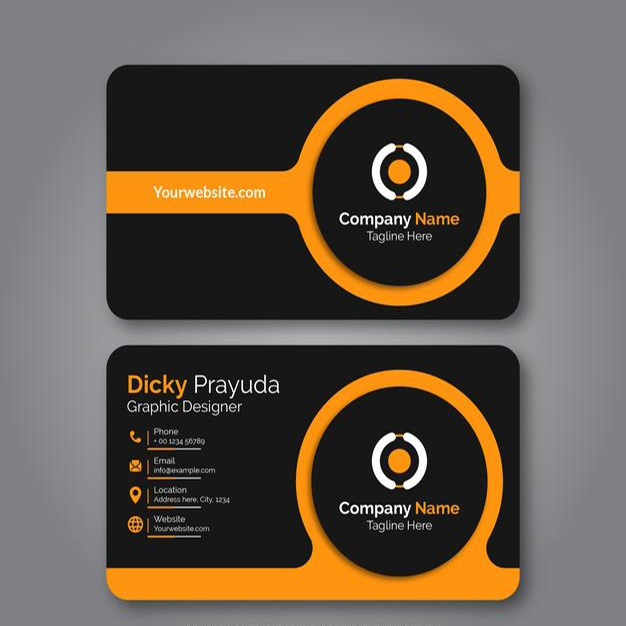 Yourwebsite.com
Company Name
Tagline Here
Dicky Prayuda
Graphic Designer
Phone
+ 00 1234 56789
Email
info@example.com
Location
Address here, City, 1234
Website
Yourwebsite.com
Company Name
Tagline Here